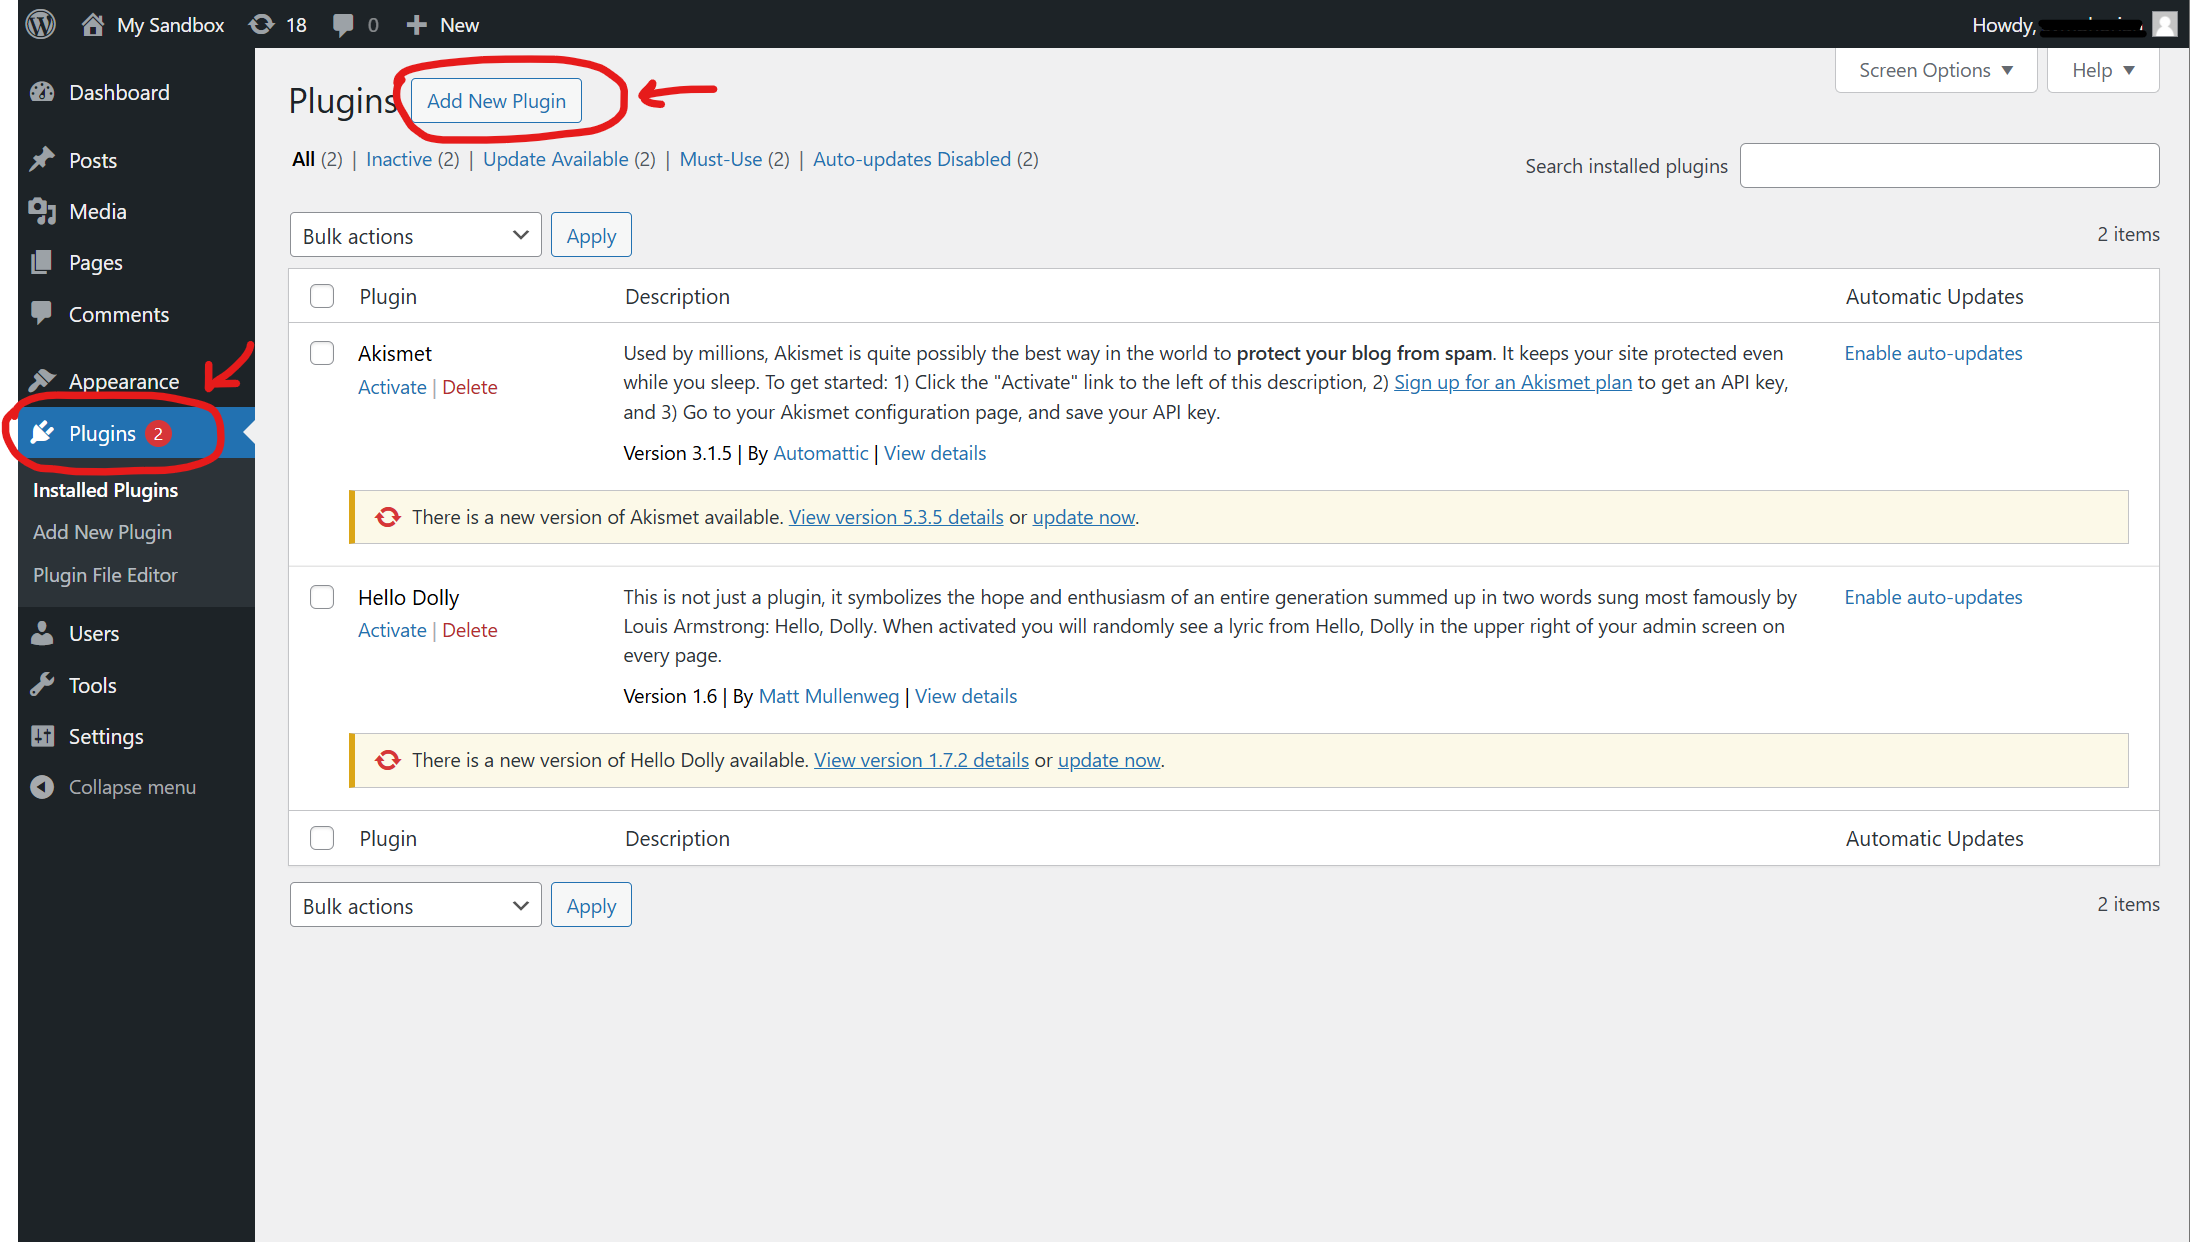 My Sandbox 18 0 New Howdy,
Screen Options Help
Dashboard
Posts
Media
Pages
Comments
Appearance
Plugins 2
Installed Plugins
Add New Plugin
Plugin File Editor
Users
Tools
Settings
Collapse menu
Plugins Add New Plugin
All (2) | Inactive (2) | Update Available (2) | Must-Use (2) | Auto-updates Disabled (2)
Search installed plugins
Bulk actions Apply
2 items
Plugin Description Automatic Updates
Akismet
Activate | Delete
Used by millions, Akismet is quite possibly the best way in the world to protect your blog from spam. It keeps your site protected even
while you sleep. To get started: 1) Click the "Activate" link to the left of this description, 2) Sign up for an Akismet plan to get an API key,
and 3) Go to your Akismet configuration page, and save your API key.
Version 3.1.5 | By Automattic | View details
Enable auto-updates
There is a new version of Akismet available. View version 5.3.5 details or update now.
Hello Dolly
Activate | Delete
This is not just a plugin, it symbolizes the hope and enthusiasm of an entire generation summed up in two words sung most famously by
Louis Armstrong: Hello, Dolly. When activated you will randomly see a lyric from Hello, Dolly in the upper right of your admin screen on
every page.
Version 1.6 | By Matt Mullenweg | View details
Enable auto-updates
There is a new version of Hello Dolly available. View version 1.7.2 details or update now.
Plugin Description Automatic Updates
Bulk actions Apply
2 items